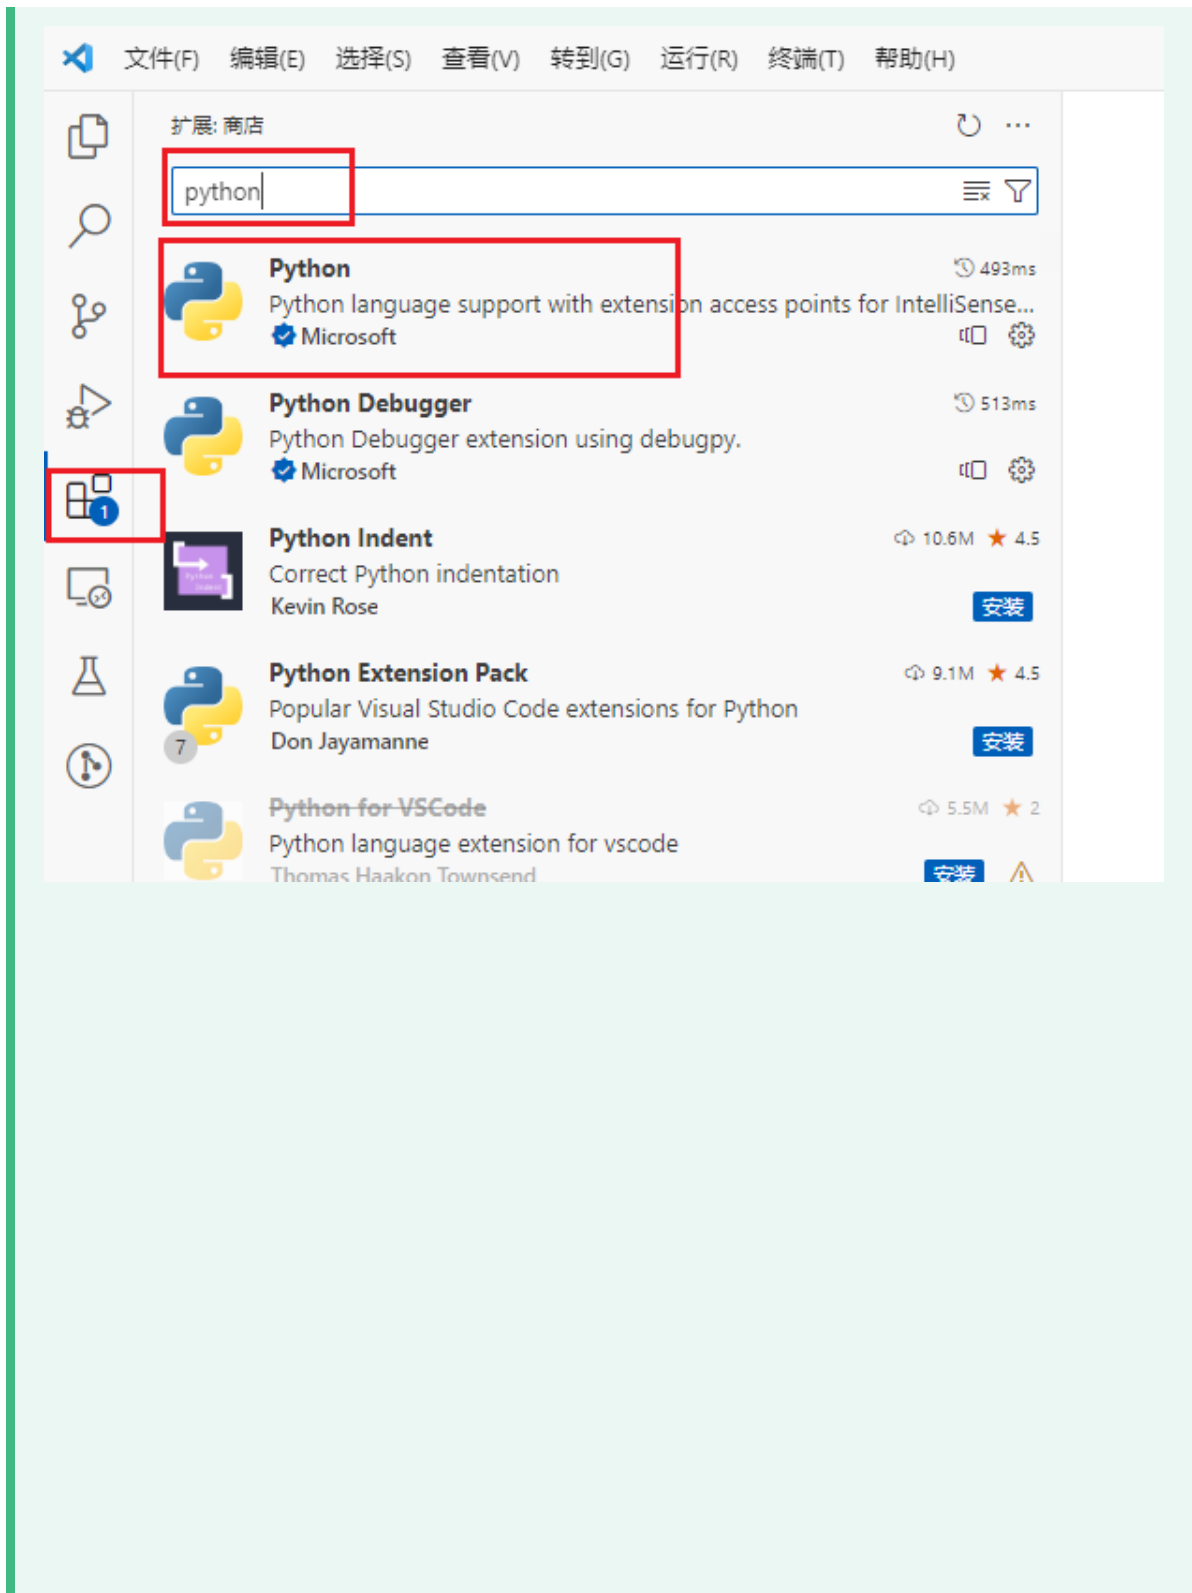 文件(F) 编辑(E) 选择(S) 查看(V) 转到(G) 运行(R) 终端(T) 帮助(H)
扩展: 商店
python
Python 493ms
Python language support with extension access points for IntelliSense...
Microsoft
Python Debugger 513ms
Python Debugger extension using debugpy.
Microsoft
1
Python Indent 10.6M 4.5
Correct Python indentation
Kevin Rose 安装
Python Extension Pack 9.1M 4.5
Popular Visual Studio Code extensions for Python
7 Don Jayamanne 安装
Python for VSCode 5.5M 2
Python language extension for vscode
Thomas Haakon Townsend 安装